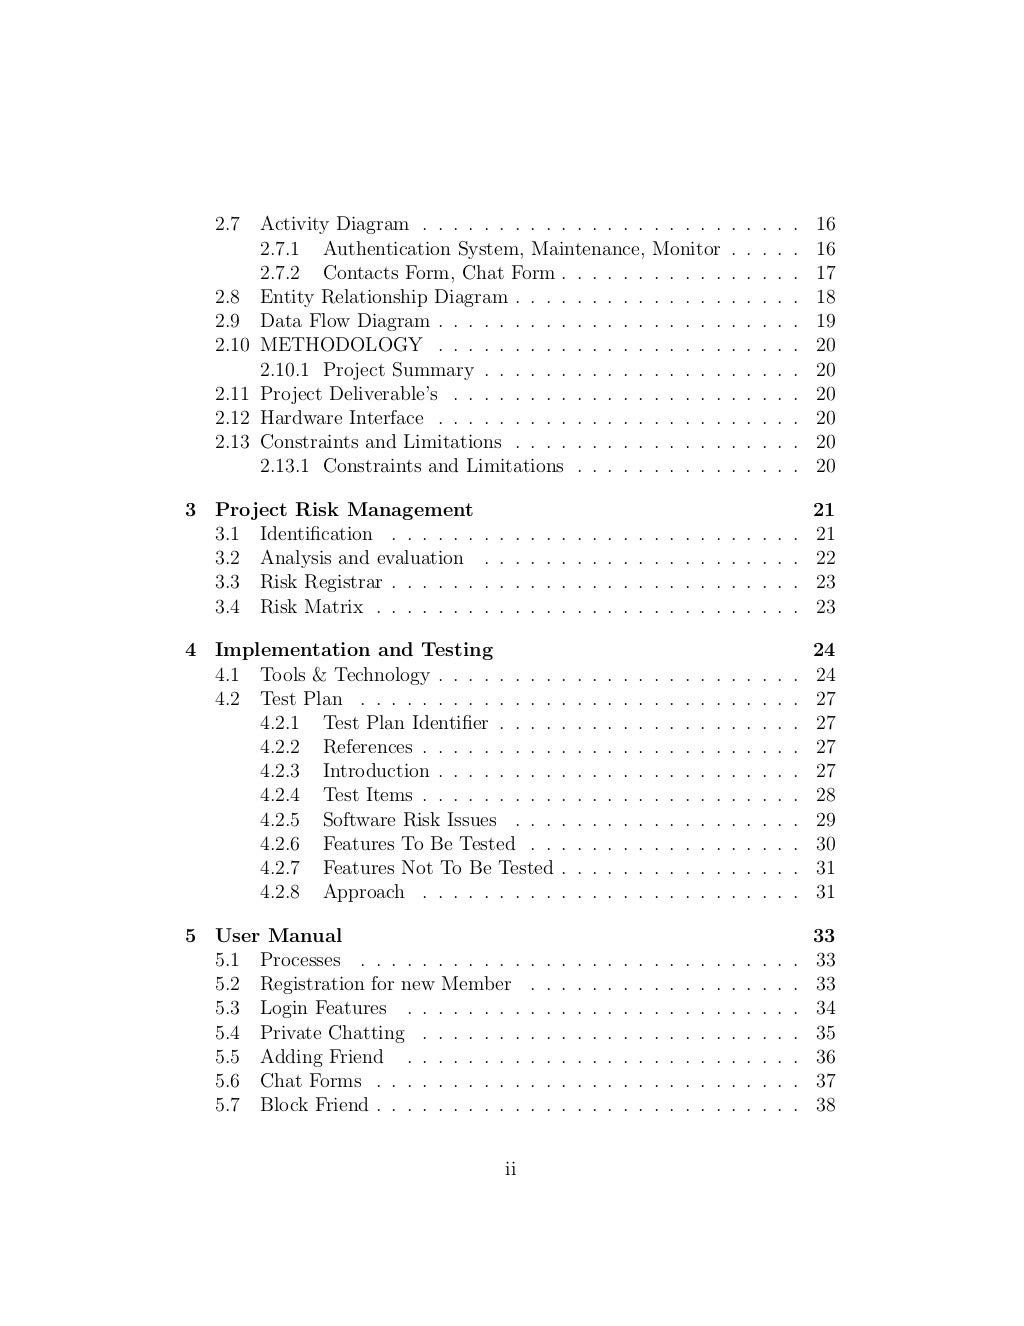 2.7 Activity Diagram . . . . . . . . . . . . . . . . . . . . . . . . . 16
2.7.1 Authentication System, Maintenance, Monitor . . . . . 16
2.7.2 Contacts Form, Chat Form . . . . . . . . . . . . . . . . 17
2.8 Entity Relationship Diagram . . . . . . . . . . . . . . . . . . . 18
2.9 Data Flow Diagram . . . . . . . . . . . . . . . . . . . . . . . . 19
2.10 METHODOLOGY . . . . . . . . . . . . . . . . . . . . . . . . 20
2.10.1 Project Summary . . . . . . . . . . . . . . . . . . . . . 20
2.11 Project Deliverable's . . . . . . . . . . . . . . . . . . . . . . . 20
2.12 Hardware Interface . . . . . . . . . . . . . . . . . . . . . . . . 20
2.13 Constraints and Limitations . . . . . . . . . . . . . . . . . . . 20
2.13.1 Constraints and Limitations . . . . . . . . . . . . . . . 20
3 Project Risk Management 21
3.1 Identification . . . . . . . . . . . . . . . . . . . . . . . . . . . 21
3.2 Analysis and evaluation . . . . . . . . . . . . . . . . . . . . . 22
3.3 Risk Registrar . . . . . . . . . . . . . . . . . . . . . . . . . . . 23
3.4 Risk Matrix . . . . . . . . . . . . . . . . . . . . . . . . . . . . 23
4 Implementation and Testing 24
4.1 Tools & Technology . . . . . . . . . . . . . . . . . . . . . . . . 24
4.2 Test Plan . . . . . . . . . . . . . . . . . . . . . . . . . . . . . 27
4.2.1 Test Plan Identifier . . . . . . . . . . . . . . . . . . . . 27
4.2.2 References . . . . . . . . . . . . . . . . . . . . . . . . . 27
4.2.3 Introduction . . . . . . . . . . . . . . . . . . . . . . . . 27
4.2.4 Test Items . . . . . . . . . . . . . . . . . . . . . . . . . 28
4.2.5 Software Risk Issues . . . . . . . . . . . . . . . . . . . 29
4.2.6 Features To Be Tested . . . . . . . . . . . . . . . . . . 30
4.2.7 Features Not To Be Tested . . . . . . . . . . . . . . . . 31
4.2.8 Approach . . . . . . . . . . . . . . . . . . . . . . . . . 31
5 User Manual 33
5.1 Processes . . . . . . . . . . . . . . . . . . . . . . . . . . . . . 33
5.2 Registration for new Member . . . . . . . . . . . . . . . . . . 33
5.3 Login Features . . . . . . . . . . . . . . . . . . . . . . . . . . 34
5.4 Private Chatting . . . . . . . . . . . . . . . . . . . . . . . . . 35
5.5 Adding Friend . . . . . . . . . . . . . . . . . . . . . . . . . . 36
5.6 Chat Forms . . . . . . . . . . . . . . . . . . . . . . . . . . . . 37
5.7 Block Friend . . . . . . . . . . . . . . . . . . . . . . . . . . . . 38
ii